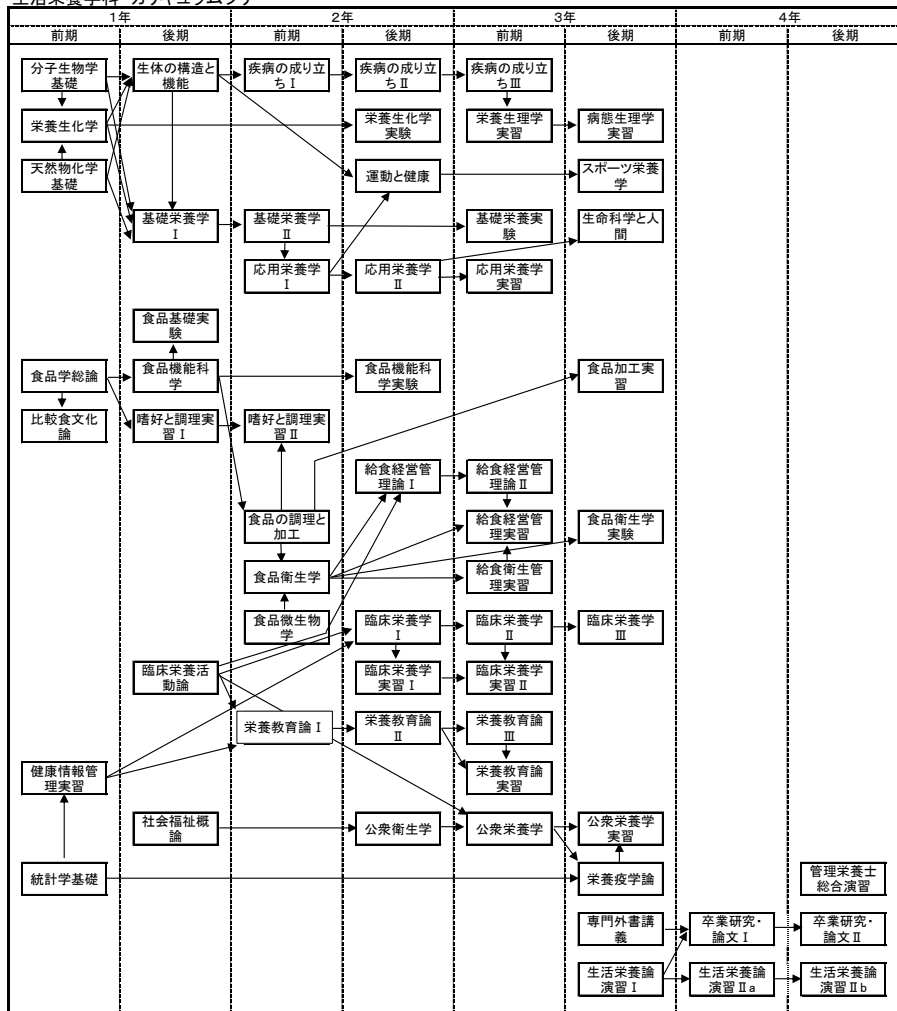 生活栄養学科 カリキュラムツリー
1年 2年 3年 4年
前期 後期 前期 後期 前期 後期 前期 後期
分子生物学
基礎
生体の構造と
機能
疾病の成り立
ちⅠ
疾病の成り立
ちⅡ
疾病の成り立
ちⅢ
栄養生化学
栄養生化学
実験
栄養生理学
実習
病態生理学
実習
天然物化学
基礎
運動と健康
スポーツ栄養
学
基礎栄養学
Ⅰ
基礎栄養学
Ⅱ
基礎栄養実
験
生命科学と人
間
応用栄養学
Ⅰ
応用栄養学
Ⅱ
応用栄養学
実習
食品基礎実
験
食品学総論
食品機能科
学
食品機能科
学実験
食品加工実
習
比較食文化
論
嗜好と調理実
習Ⅰ
嗜好と調理実
習Ⅱ
給食経営管
理論Ⅰ
給食経営管
理論Ⅱ
食品の調理と
加工
給食経営管
理実習
食品衛生学
実験
食品衛生学
給食衛生管
理実習
食品微生物
学
臨床栄養学
Ⅰ
臨床栄養学
Ⅱ
臨床栄養学
Ⅲ
臨床栄養活
動論
臨床栄養学
実習Ⅰ
臨床栄養学
実習Ⅱ
栄養教育論Ⅰ
栄養教育論
Ⅱ
栄養教育論
Ⅲ
健康情報管
理実習
栄養教育論
実習
社会福祉概
論
公衆衛生学
公衆栄養学
公衆栄養学
実習
統計学基礎
栄養疫学論
管理栄養士
総合演習
専門外書講
義
卒業研究・
論文Ⅰ
卒業研究・
論文Ⅱ
生活栄養論
演習Ⅰ
生活栄養論
演習Ⅱa
生活栄養論
演習Ⅱb